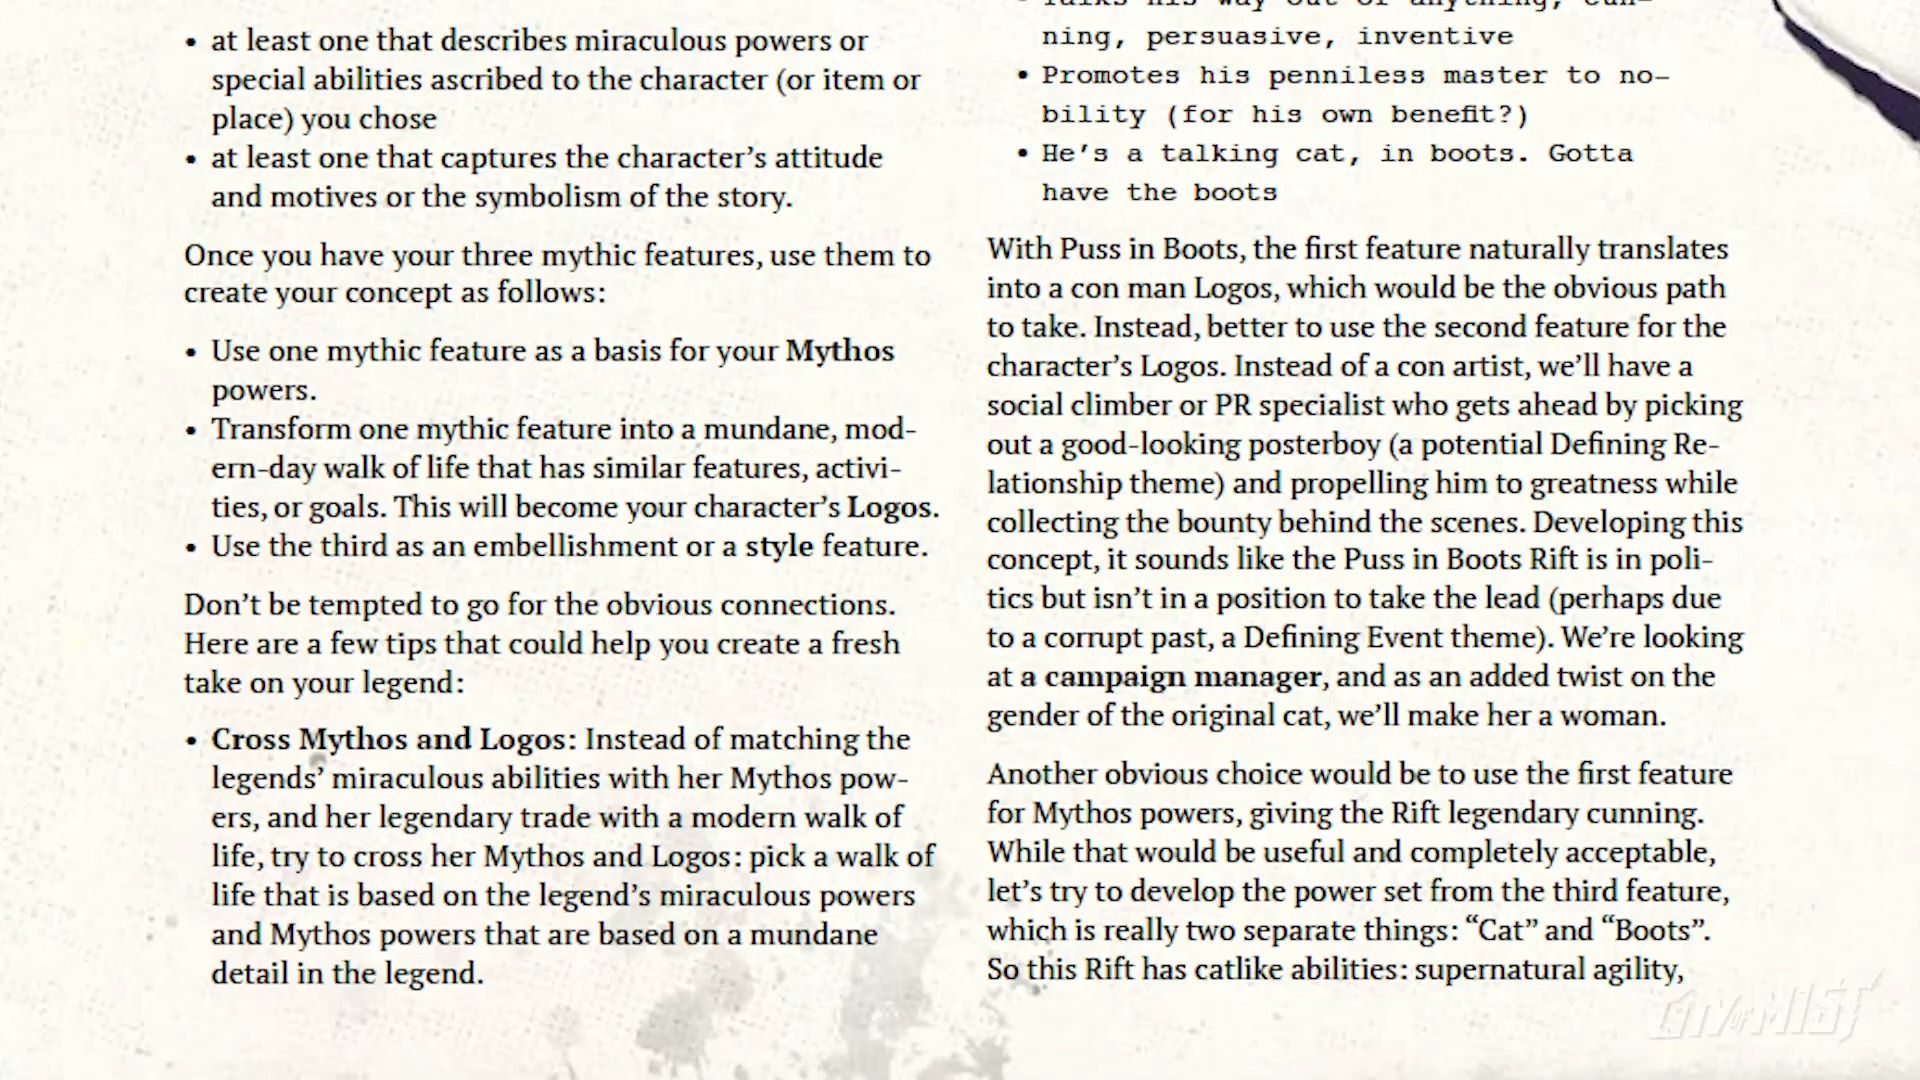 • at least one that describes miraculous powers or
special abilities ascribed to the character (or item or
place) you chose
• at least one that captures the character’s attitude
and motives or the symbolism of the story.
Once you have your three mythic features, use them to
create your concept as follows:
• Use one mythic feature as a basis for your Mythos
powers.
• Transform one mythic feature into a mundane, mod-
ern-day walk of life that has similar features, activi-
ties, or goals. This will become your character’s Logos.
• Use the third as an embellishment or a style feature.
Don’t be tempted to go for the obvious connections.
Here are a few tips that could help you create a fresh
take on your legend:
• Cross Mythos and Logos: Instead of matching the
legends’ miraculous abilities with her Mythos pow-
ers, and her legendary trade with a modern walk of
life, try to cross her Mythos and Logos: pick a walk of
life that is based on the legend’s miraculous powers
and Mythos powers that are based on a mundane
detail in the legend.
• Talks his way out of anything, cun-
ning, persuasive, inventive
• Promotes his penniless master to no-
bility (for his own benefit?)
• He’s a talking cat, in boots. Gotta
have the boots
With Puss in Boots, the first feature naturally translates
into a con man Logos, which would be the obvious path
to take. Instead, better to use the second feature for the
character’s Logos. Instead of a con artist, we’ll have a
social climber or PR specialist who gets ahead by picking
out a good-looking posterboy (a potential Defining Re-
lationship theme) and propelling him to greatness while
collecting the bounty behind the scenes. Developing this
concept, it sounds like the Puss in Boots Rift is in poli-
tics but isn’t in a position to take the lead (perhaps due
to a corrupt past, a Defining Event theme). We’re looking
at a campaign manager, and as an added twist on the
gender of the original cat, we’ll make her a woman.
Another obvious choice would be to use the first feature
for Mythos powers, giving the Rift legendary cunning.
While that would be useful and completely acceptable,
let’s try to develop the power set from the third feature,
which is really two separate things: “Cat” and “Boots”.
So this Rift has catlike abilities: supernatural agility,
CITY OF MIST